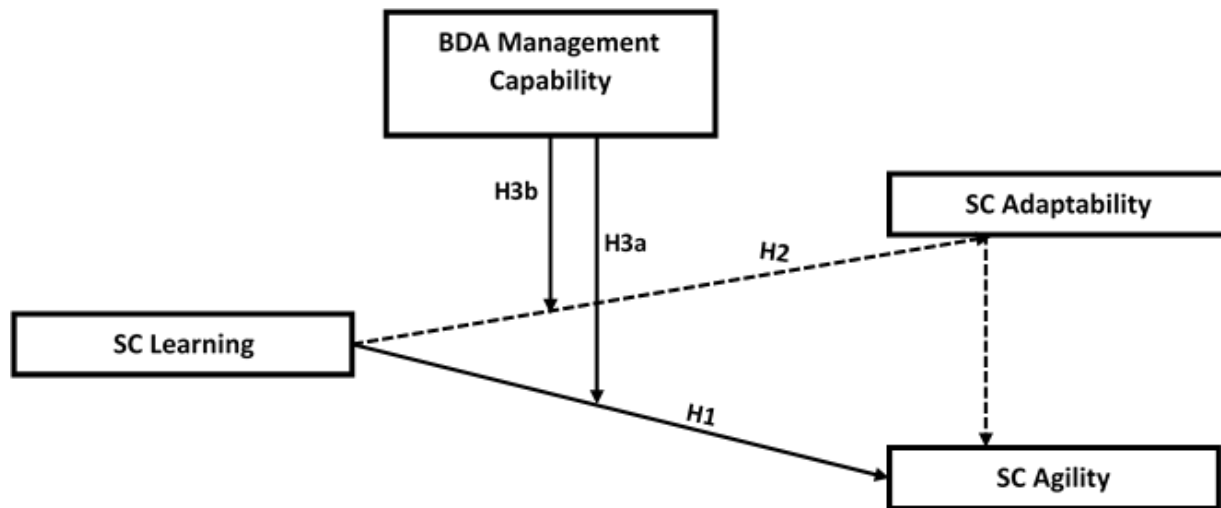 BDA Management
Capability
H3b
SC Adaptability
H3a
H2
SC Learning
H1
SC Agility